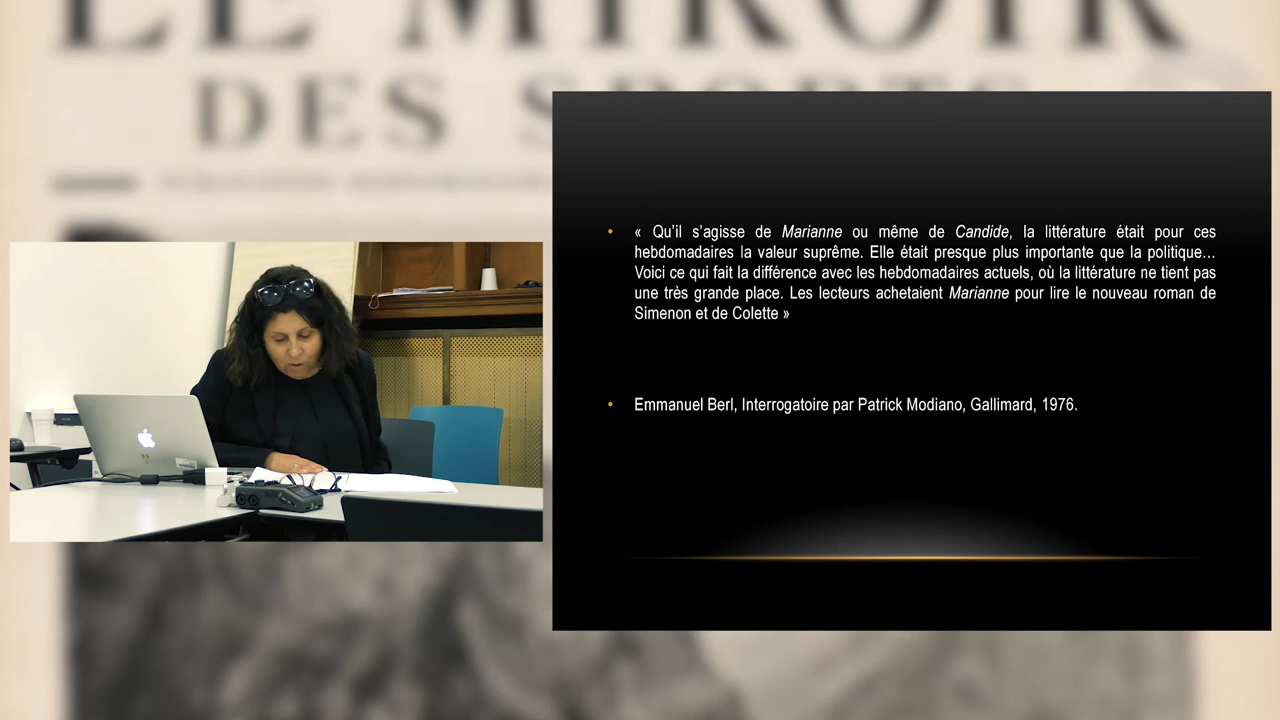 LE MIROIR
DES SPORTS
• « Qu’il s’agisse de Marianne ou même de Candide, la littérature était pour ces
hebdomadaires la valeur suprême. Elle était presque plus importante que la politique…
Voici ce qui fait la différence avec les hebdomadaires actuels, où la littérature ne tient pas
une très grande place. Les lecteurs achetaient Marianne pour lire le nouveau roman de
Simenon et de Colette »
• Emmanuel Berl, Interrogatoire par Patrick Modiano, Gallimard, 1976.